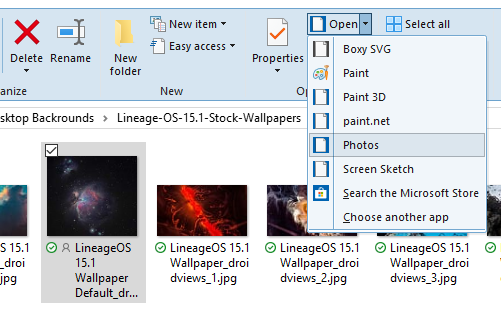 New item
Open
Select all
Easy access
Delete
Rename
New
folder
Properties
anize
New
Op
Boxy SVG
Paint
Paint 3D
paint.net
Photos
Screen Sketch
Search the Microsoft Store
Choose another app
sktop Backrounds > Lineage-OS-15.1-Stock-Wallpapers
OS 15.1
r_droi
.jpg
LineageOS
15.1
Wallpaper
Default_dr...
LineageOS 15.1
Wallpaper_droi
dviews_1.jpg
LineageOS 15.1
Wallpaper_droi
dviews_2.jpg
LineageOS 15.1
Wallpaper_droi
dviews_3.jpg